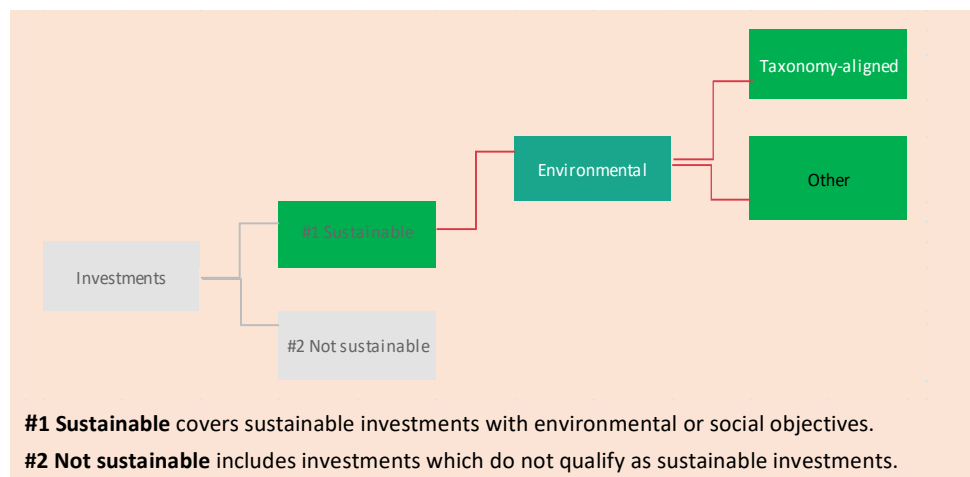 Taxonomy-aligned
Environmental
Other
#1 Sustainable
Investments
#2 Not sustainable
#1 Sustainable covers sustainable investments with environmental or social objectives.
#2 Not sustainable includes investments which do not qualify as sustainable investments.